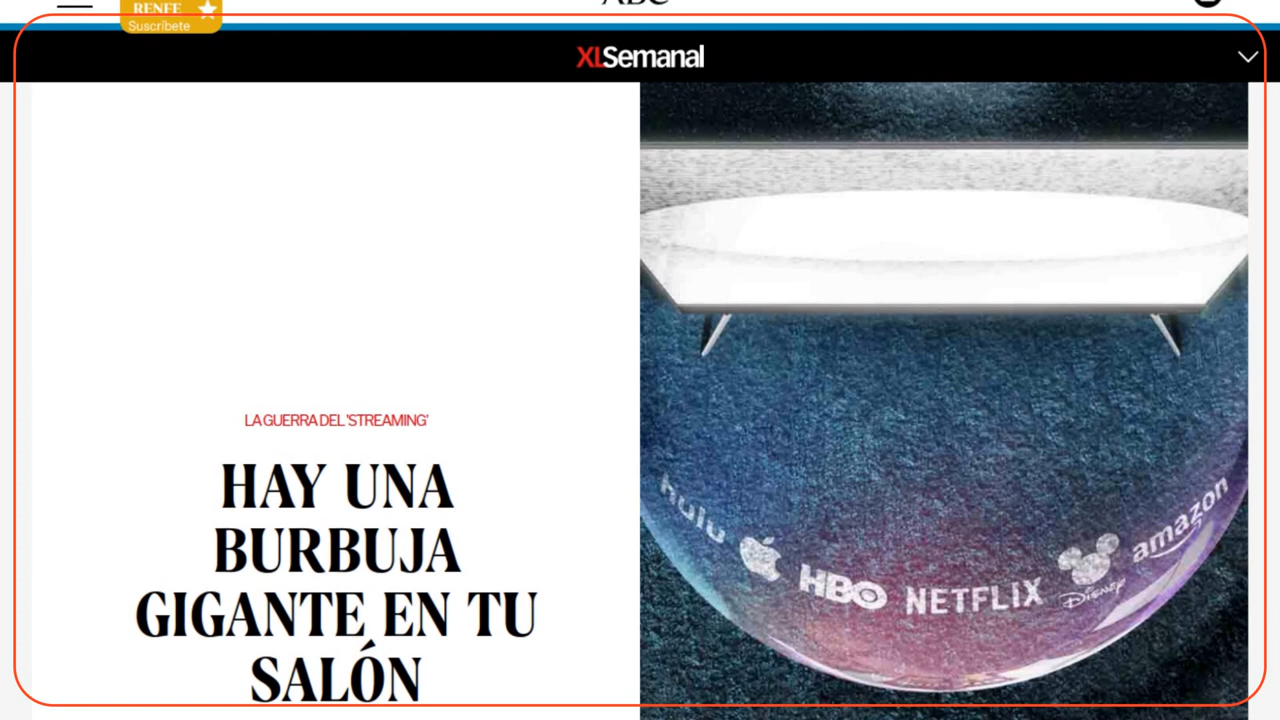 RENFE
Suscríbete
ABC
XLSemanal
LA GUERRA DEL 'STREAMING'
HAY UNA
BURBUJA
GIGANTE EN TU
SALÓN
hulu
HBO
NETFLIX
Disney
amazon